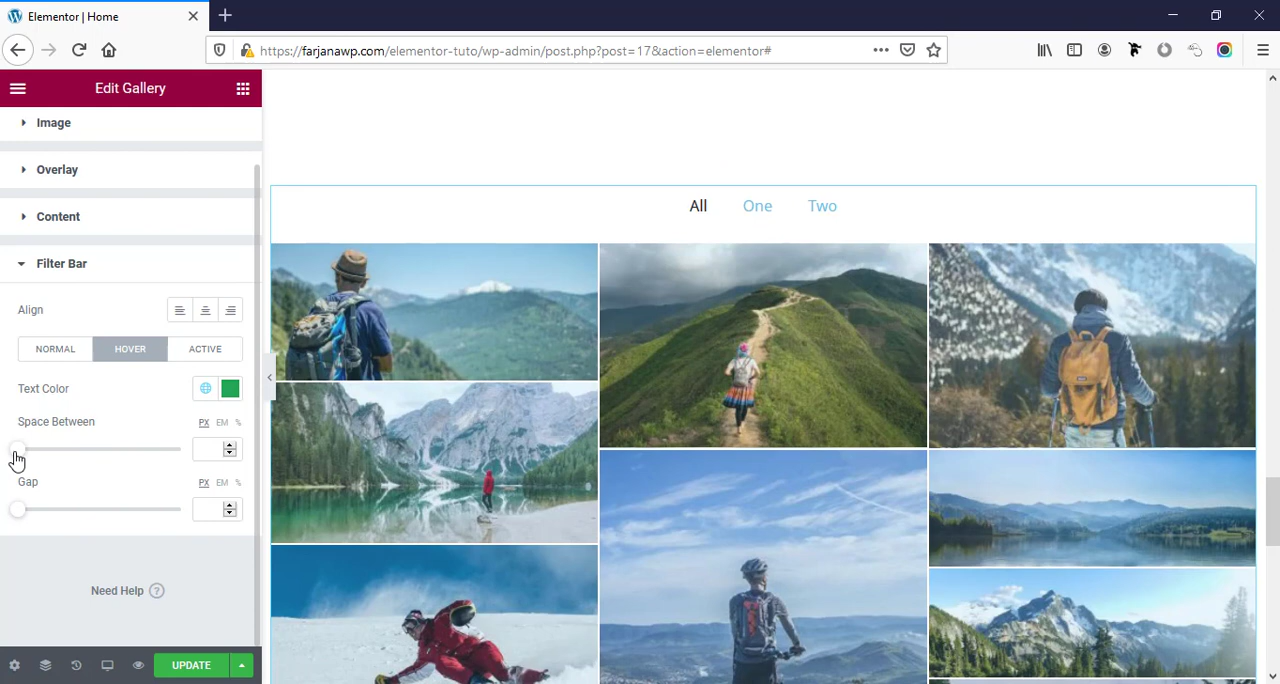 Elementor | Home
https://farjanawp.com/elementor-tuto/wp-admin/post.php?post=17&action=elementor#
Edit Gallery
Image
Overlay
Content
Filter Bar
Align
NORMAL HOVER ACTIVE
Text Color
Space Between PX EM %
Gap PX EM %
Need Help ?
UPDATE
All One Two